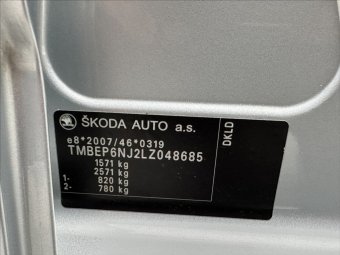 ŠKODA AUTO a.s.
e8*2007/46*0319
TMBEP6NJ2LZ048685
1571 kg
2571 kg
1- 820 kg
2- 780 kg
DKLD